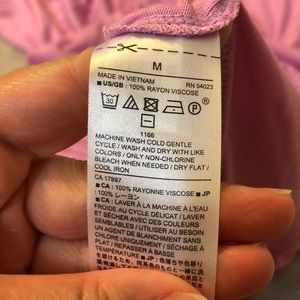 M
MADE IN VIETNAM RN 54023
■ US/GB : 100% RAYON VISCOSE
30
P
1166
MACHINE WASH COLD GENTLE
CYCLE / WASH AND DRY WITH LIKE
COLORS / ONLY NON-CHLORINE
BLEACH WHEN NEEDED / DRY FLAT /
COOL IRON
CA 17897
■ CA : 100% RAYONNE VISCOSE ■ JP
: 100% レーヨン
■ CA : LAVER À LA MACHINE À L'EAU
FROIDE AU CYCLE DÉLICAT / LAVER
ET SÉCHER AVEC DES COULEURS
SEMBLABLES / UTILISER AU BESOIN
UN AGENT DE BLANCHIMENT SANS
CHLORE / SÉCHAGE À
PLAT / REPASSER À BASSE
TEMPÉRATURE ■ JP